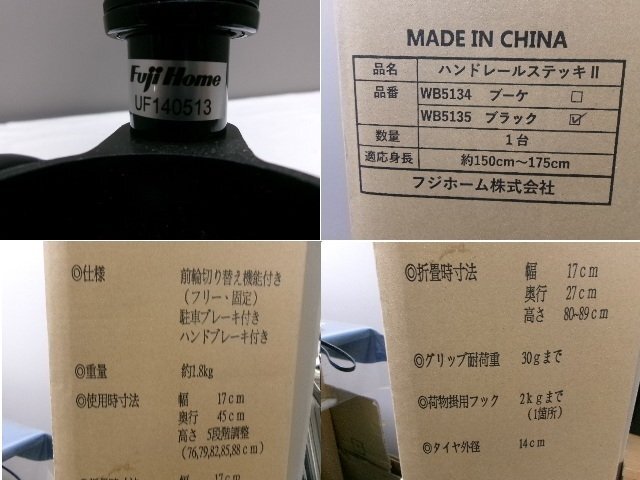 Fuji Home
UF140513
MADE IN CHINA
品名 ハンドレールステッキⅡ
品番 WB5134 ブーケ □
WB5135 ブラック ☑
数量 1台
適応身長 約150cm～175cm
フジホーム株式会社
◎仕様 前輪切り替え機能付き
(フリー・固定)
駐車ブレーキ付き
ハンドブレーキ付き
◎重量 約1.8kg
◎使用時寸法 幅 17cm
奥行 45cm
高さ 5段階調整
(76,79,82,85,88cm)
幅 17cm
◎折畳時寸法 幅 17cm
奥行 27cm
高さ 80-89cm
◎グリップ耐荷重 30gまで
◎荷物掛用フック 2kgまで
(1箇所)
◎タイヤ外径 14cm